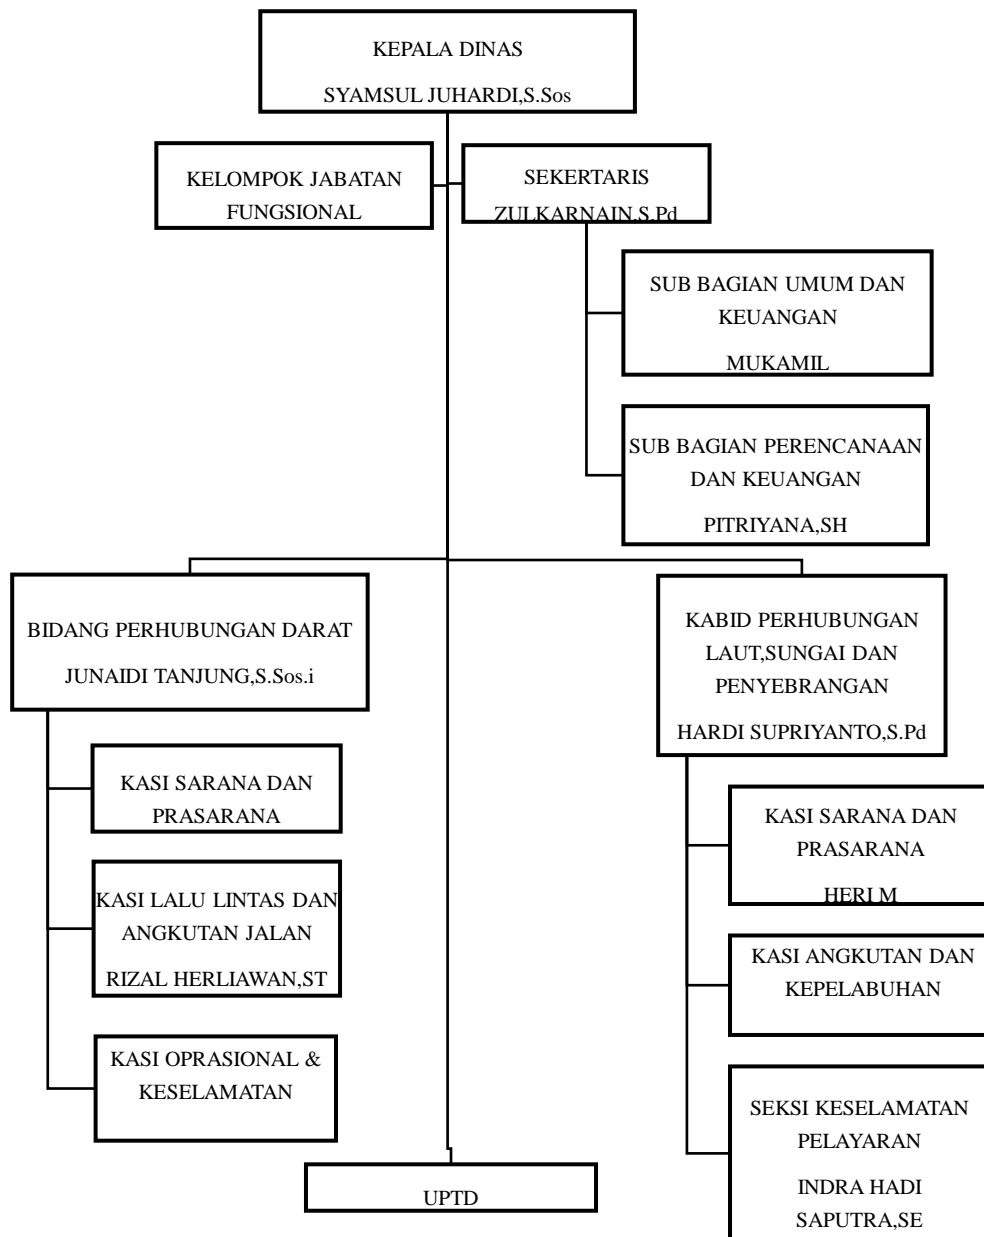 KEPALA DINAS
SYAMSUL JUHARDI,S.Sos
KELOMPOK JABATAN
FUNGSIONAL
SEKERTARIS
ZULKARNAIN,S.Pd
SUB BAGIAN UMUM DAN
KEUANGAN
MUKAMIL
SUB BAGIAN PERENCANAAN
DAN KEUANGAN
PITRIYANA,SH
BIDANG PERHUBUNGAN DARAT
JUNAIDI TANJUNG,S.Sos.i
KASI SARANA DAN
PRASARANA
KASI LALU LINTAS DAN
ANGKUTAN JALAN
RIZAL HERLIAWAN,ST
KASI OPRASIONAL &
KESELAMATAN
KABID PERHUBUNGAN
LAUT,SUNGAI DAN
PENYEBRANGAN
HARDI SUPRIYANTO,S.Pd
KASI SARANA DAN
PRASARANA
HERI M
KASI ANGKUTAN DAN
KEPELABUHAN
SEKSI KESELAMATAN
PELAYARAN
INDRA HADI
SAPUTRA,SE
UPTD